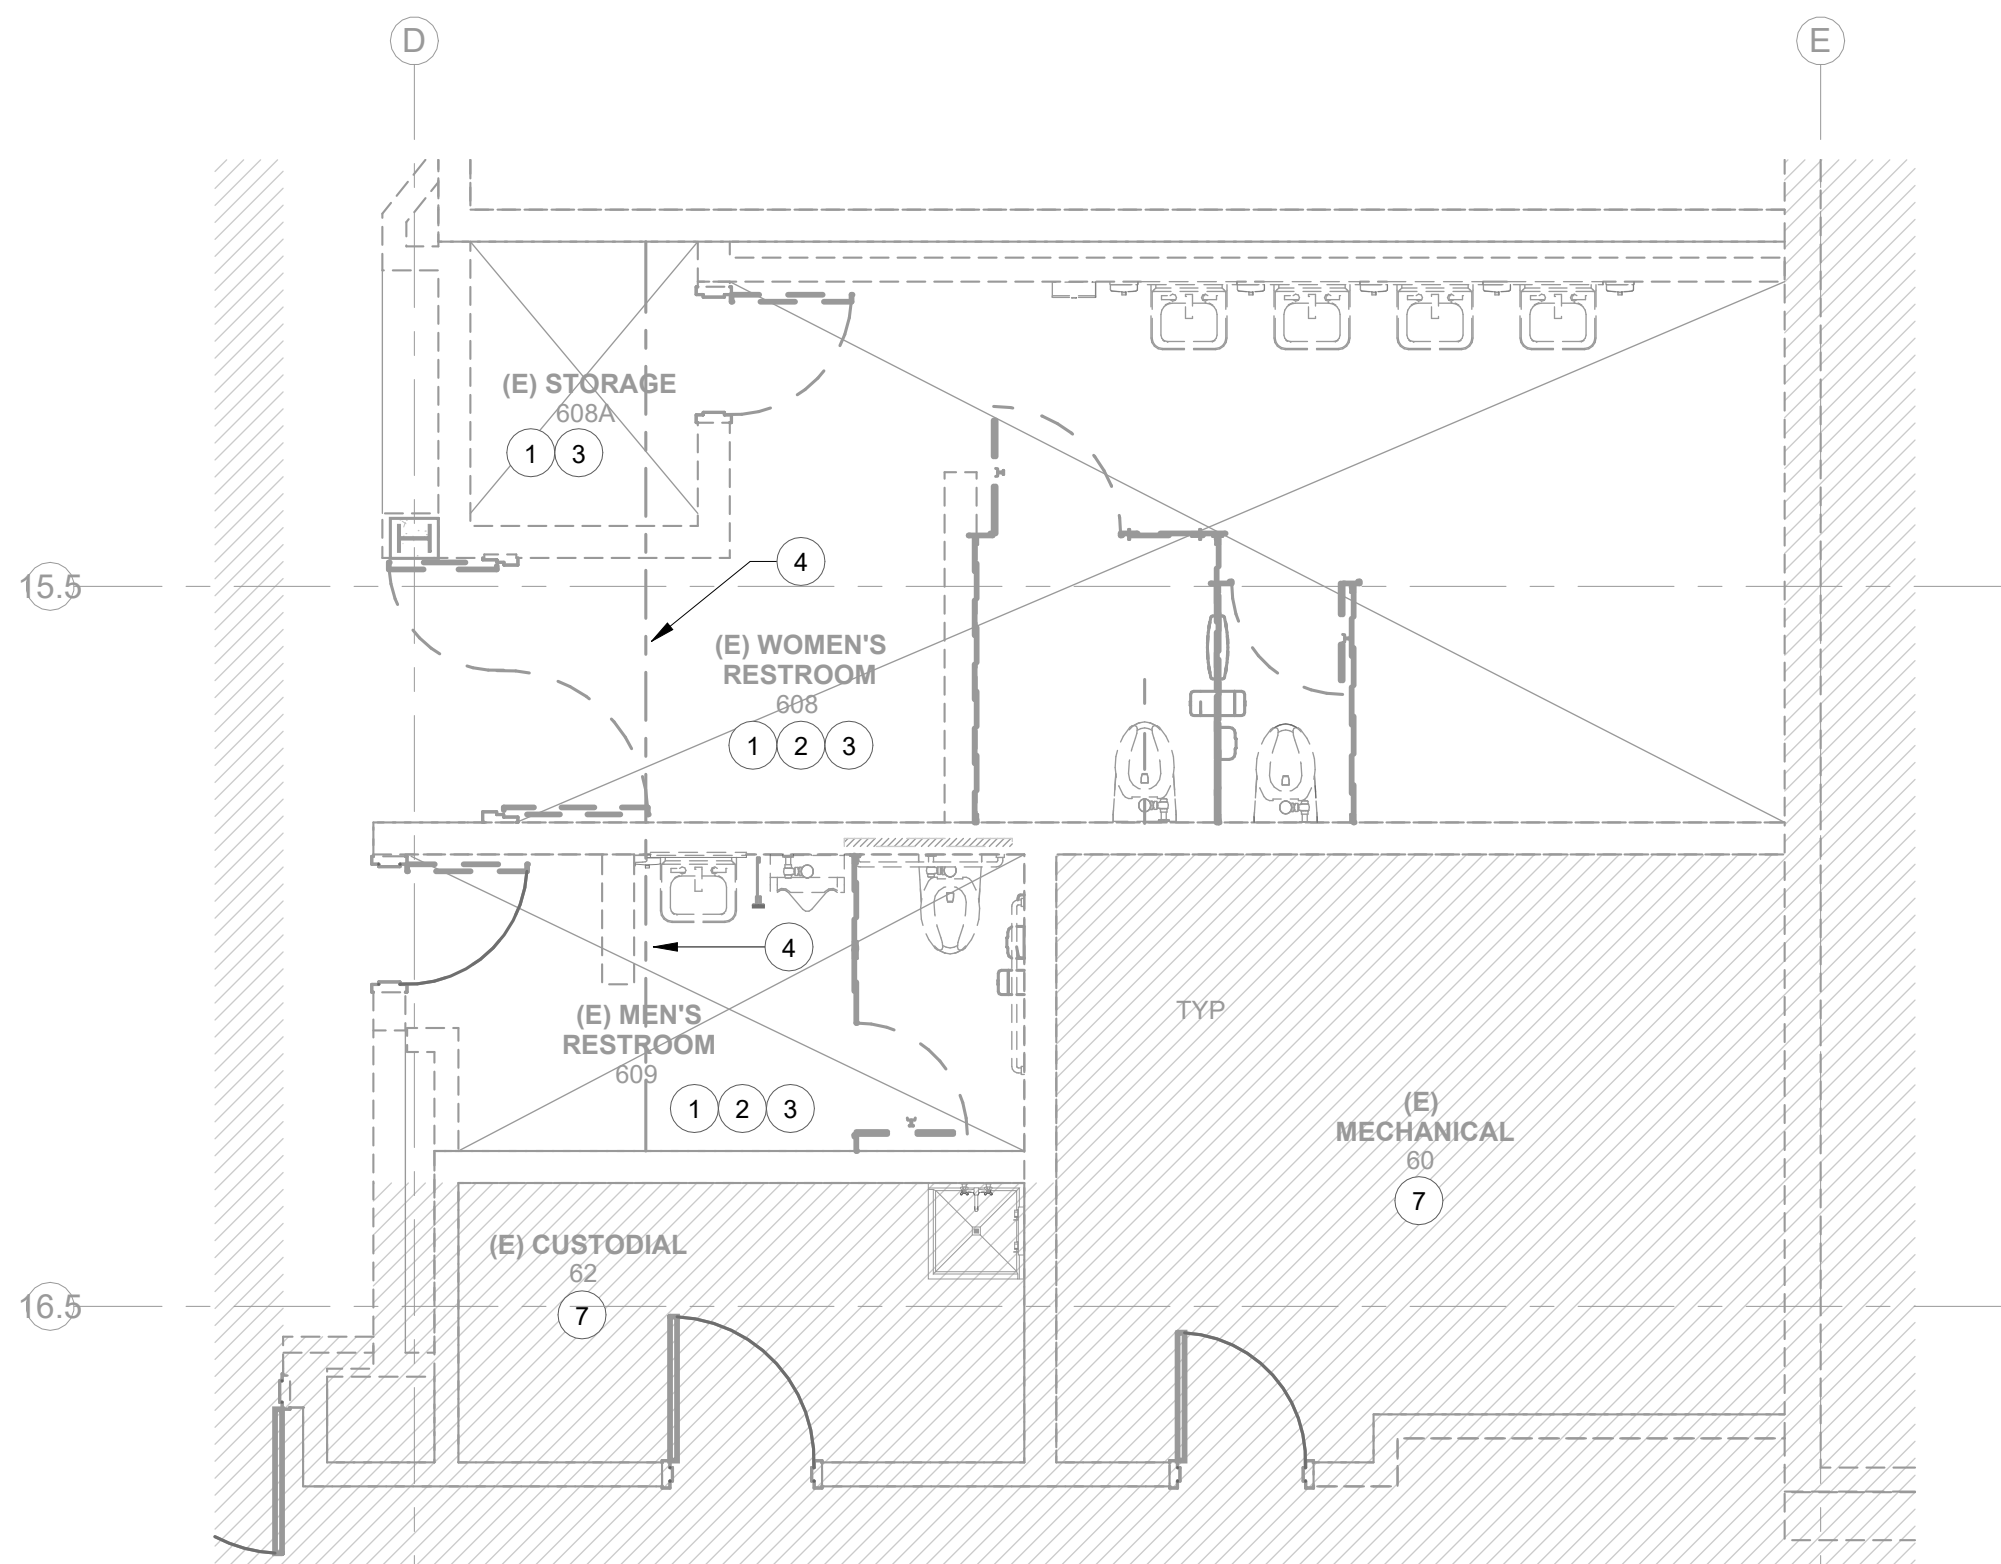 D
E
(E) STORAGE
608A
1 3
4
15.5
(E) WOMEN'S
RESTROOM
608
1 2 3
4
(E) MEN'S
RESTROOM
609
1 2 3
TYP
(E)
MECHANICAL
60
7
(E) CUSTODIAL
62
7
16.5